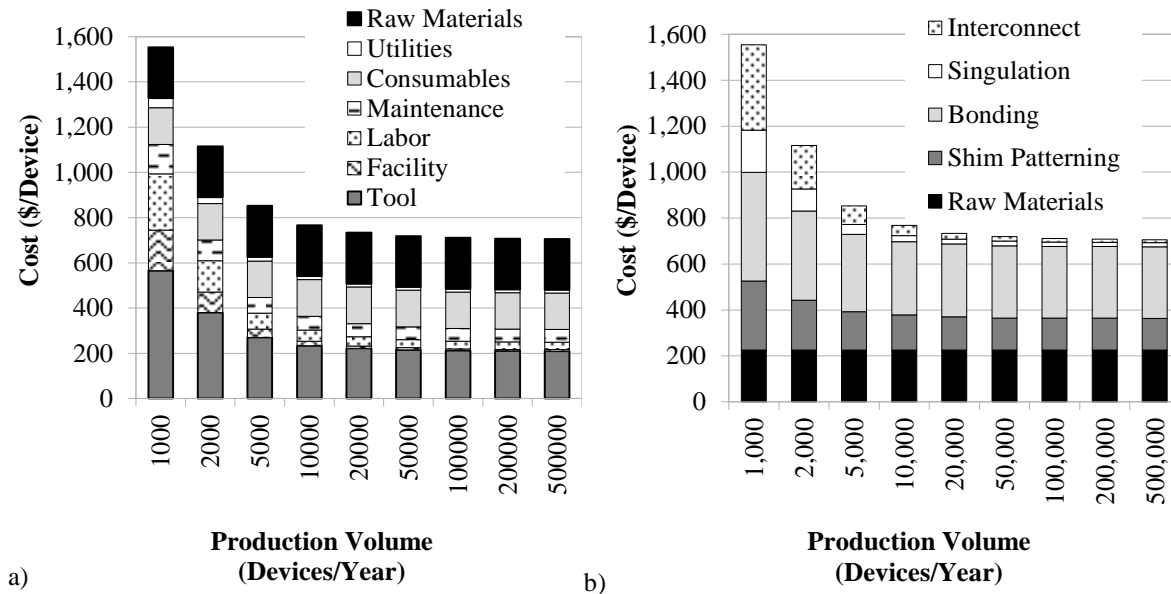 1,600
1,400
1,200
1,000
800
600
400
200
0
Cost ($/Device)
Raw Materials
Utilities
Consumables
Maintenance
Labor
Facility
Tool
1000
2000
5000
10000
20000
50000
100000
200000
500000
Production Volume
(Devices/Year)
a)
1,600
1,400
1,200
1,000
800
600
400
200
0
Cost ($/Device)
Interconnect
Singulation
Bonding
Shim Patterning
Raw Materials
1,000
2,000
5,000
10,000
20,000
50,000
100,000
200,000
500,000
Production Volume
(Devices/Year)
b)